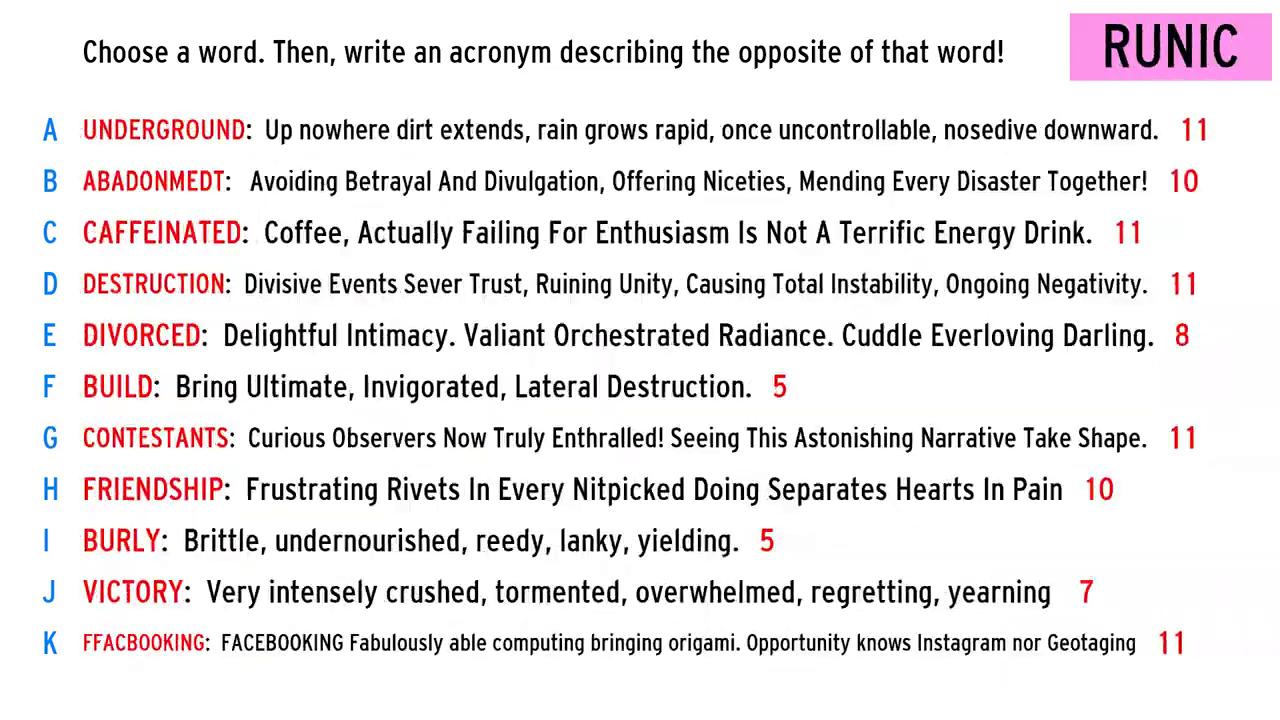 Choose a word. Then, write an acronym describing the opposite of that word!
RUNIC
A UNDERGROUND: Up nowhere dirt extends, rain grows rapid, once uncontrollable, nosedive downward. 11
B ABADONMEDT: Avoiding Betrayal And Divulgation, Offering Niceties, Mending Every Disaster Together! 10
C CAFFEINATED: Coffee, Actually Failing For Enthusiasm Is Not A Terrific Energy Drink. 11
D DESTRUCTION: Divisive Events Sever Trust, Ruining Unity, Causing Total Instability, Ongoing Negativity. 11
E DIVORCED: Delightful Intimacy. Valiant Orchestrated Radiance. Cuddle Everloving Darling. 8
F BUILD: Bring Ultimate, Invigorated, Lateral Destruction. 5
G CONTESTANTS: Curious Observers Now Truly Enthralled! Seeing This Astonishing Narrative Take Shape. 11
H FRIENDSHIP: Frustrating Rivets In Every Nitpicked Doing Separates Hearts In Pain 10
I BURLY: Brittle, undernourished, reedy, lanky, yielding. 5
J VICTORY: Very intensely crushed, tormented, overwhelmed, regretting, yearning 7
K FFACBOOKING: FACEBOOKING Fabulously able computing bringing origami. Opportunity knows Instagram nor Geotaging 11